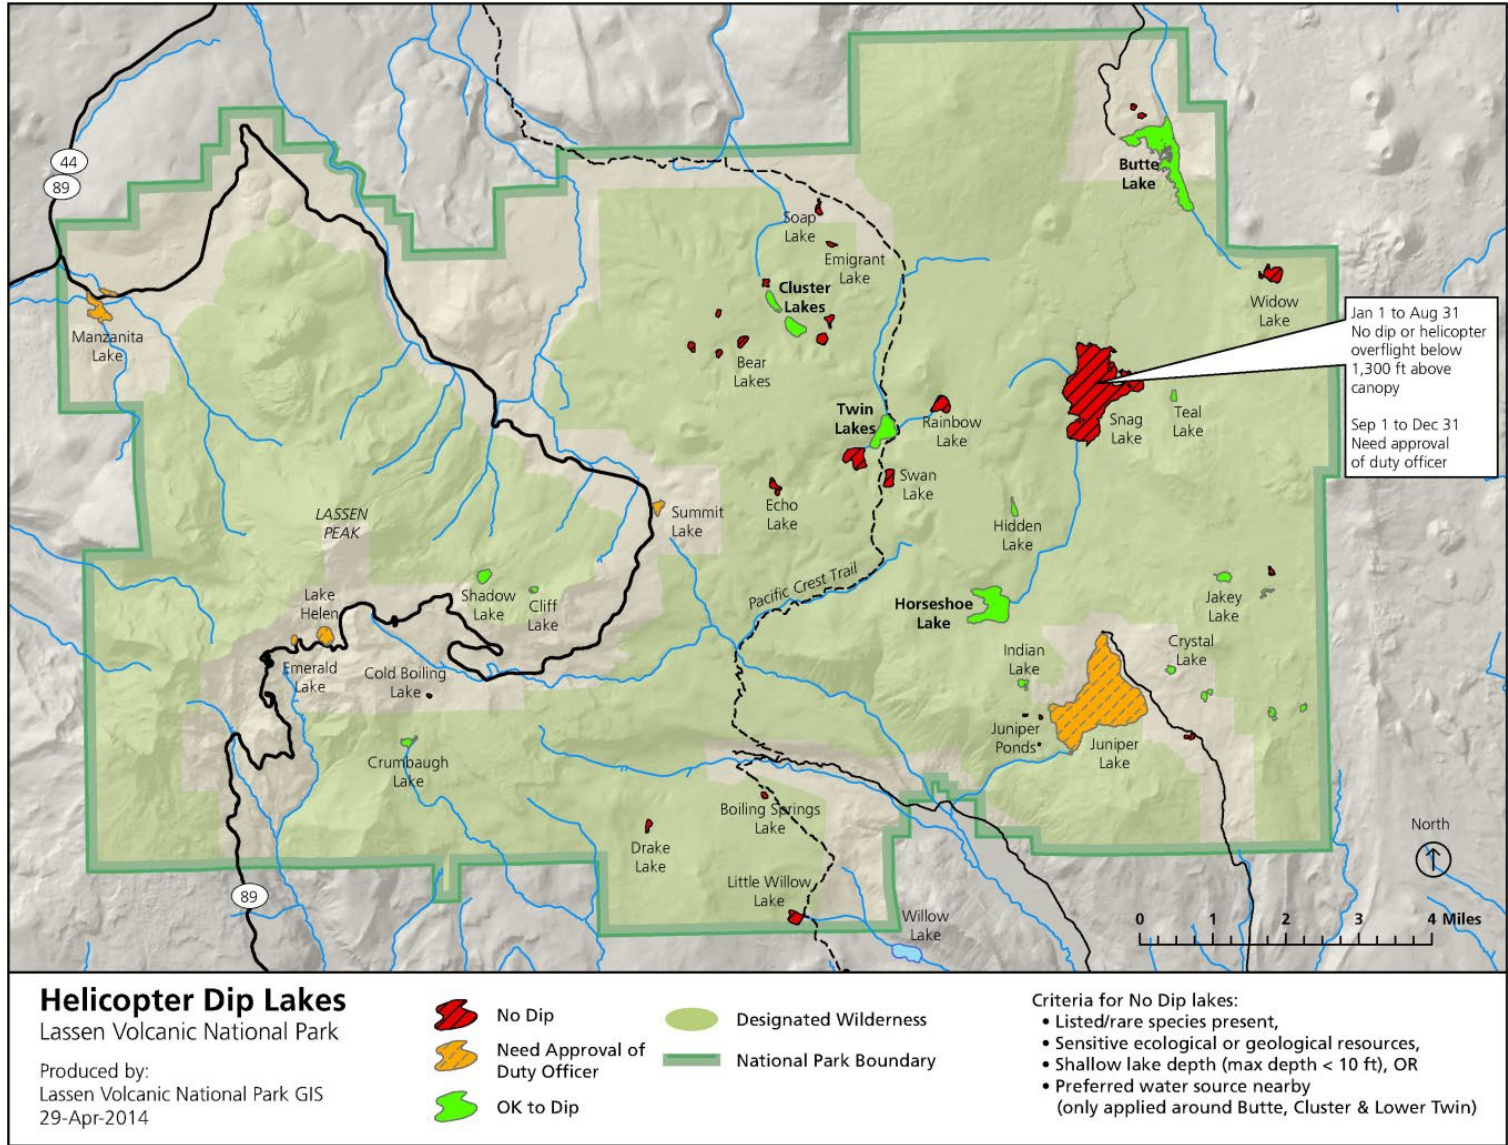 44
89
Manzanita
Lake
LASSEN
PEAK
Lake
Helen
Emerald
Lake
Cold Boiling
Lake
Shadow
Lake
Cliff
Lake
Crumbaugh
Lake
89
Summit
Lake
Soap
Lake
Emigrant
Lake
Cluster
Lakes
Bear
Lakes
Twin
Lakes
Rainbow
Lake
Swan
Lake
Echo
Lake
Pacific Crest Trail
Butte
Lake
Widow
Lake
Jan 1 to Aug 31
No dip or helicopter
overflight below
1,300 ft above
canopy
Sep 1 to Dec 31
Need approval
of duty officer
Snag
Lake
Teal
Lake
Hidden
Lake
Horseshoe
Lake
Jakey
Lake
Crystal
Lake
Indian
Lake
Juniper
Ponds
Juniper
Lake
Boiling Springs
Lake
Drake
Lake
Little Willow
Lake
Willow
Lake
North
0 1 2 3 4 Miles
Helicopter Dip Lakes
Lassen Volcanic National Park
Produced by:
Lassen Volcanic National Park GIS
29-Apr-2014
No Dip
Need Approval of
Duty Officer
OK to Dip
Designated Wilderness
National Park Boundary
Criteria for No Dip lakes:
• Listed/rare species present,
• Sensitive ecological or geological resources,
• Shallow lake depth (max depth < 10 ft), OR
• Preferred water source nearby
(only applied around Butte, Cluster & Lower Twin)